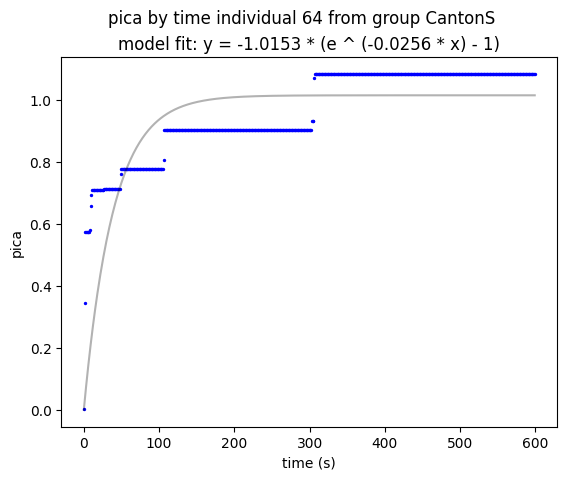 pica by time individual 64 from group CantonS
model fit: y = -1.0153 * (e ^ (-0.0256 * x) - 1)
1.0
0.8
0.6
0.4
0.2
0.0
pica
0 100 200 300 400 500 600
time (s)